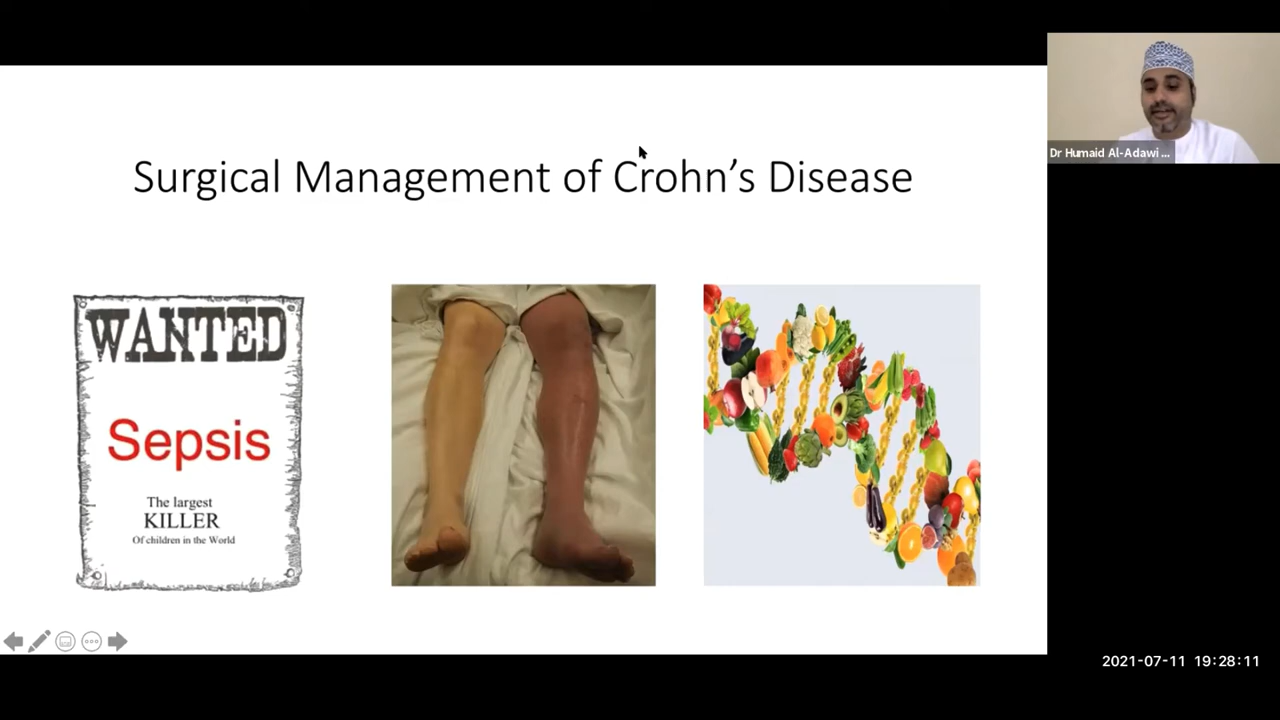 Surgical Management of Crohn’s Disease
WANTED
Sepsis
The largest
KILLER
Of children in the World
Dr Humaid Al-Adawi ...
2021-07-11 19:28:11